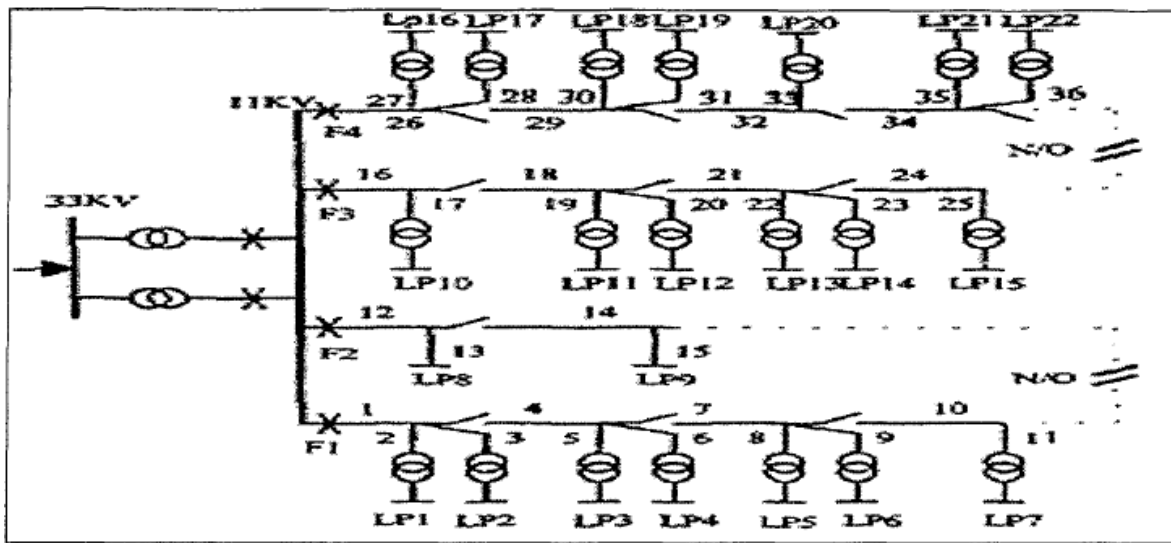 Lp16 LP17 LP18 LP19 LP20 LP21 LP22
11KV 27 28 30 31 33 35 36
F4 26 29 32 34
N/O
16 18 21 24
33KV F3 17 19 20 22 23 25
LP10 LP11 LP12 LP13 LP14 LP15
12 14
F2 13 15
LP8 LP9 N/O
1 4 7 10
F1 2 3 5 6 8 9 11
LP1 LP2 LP3 LP4 LP5 LP6 LP7